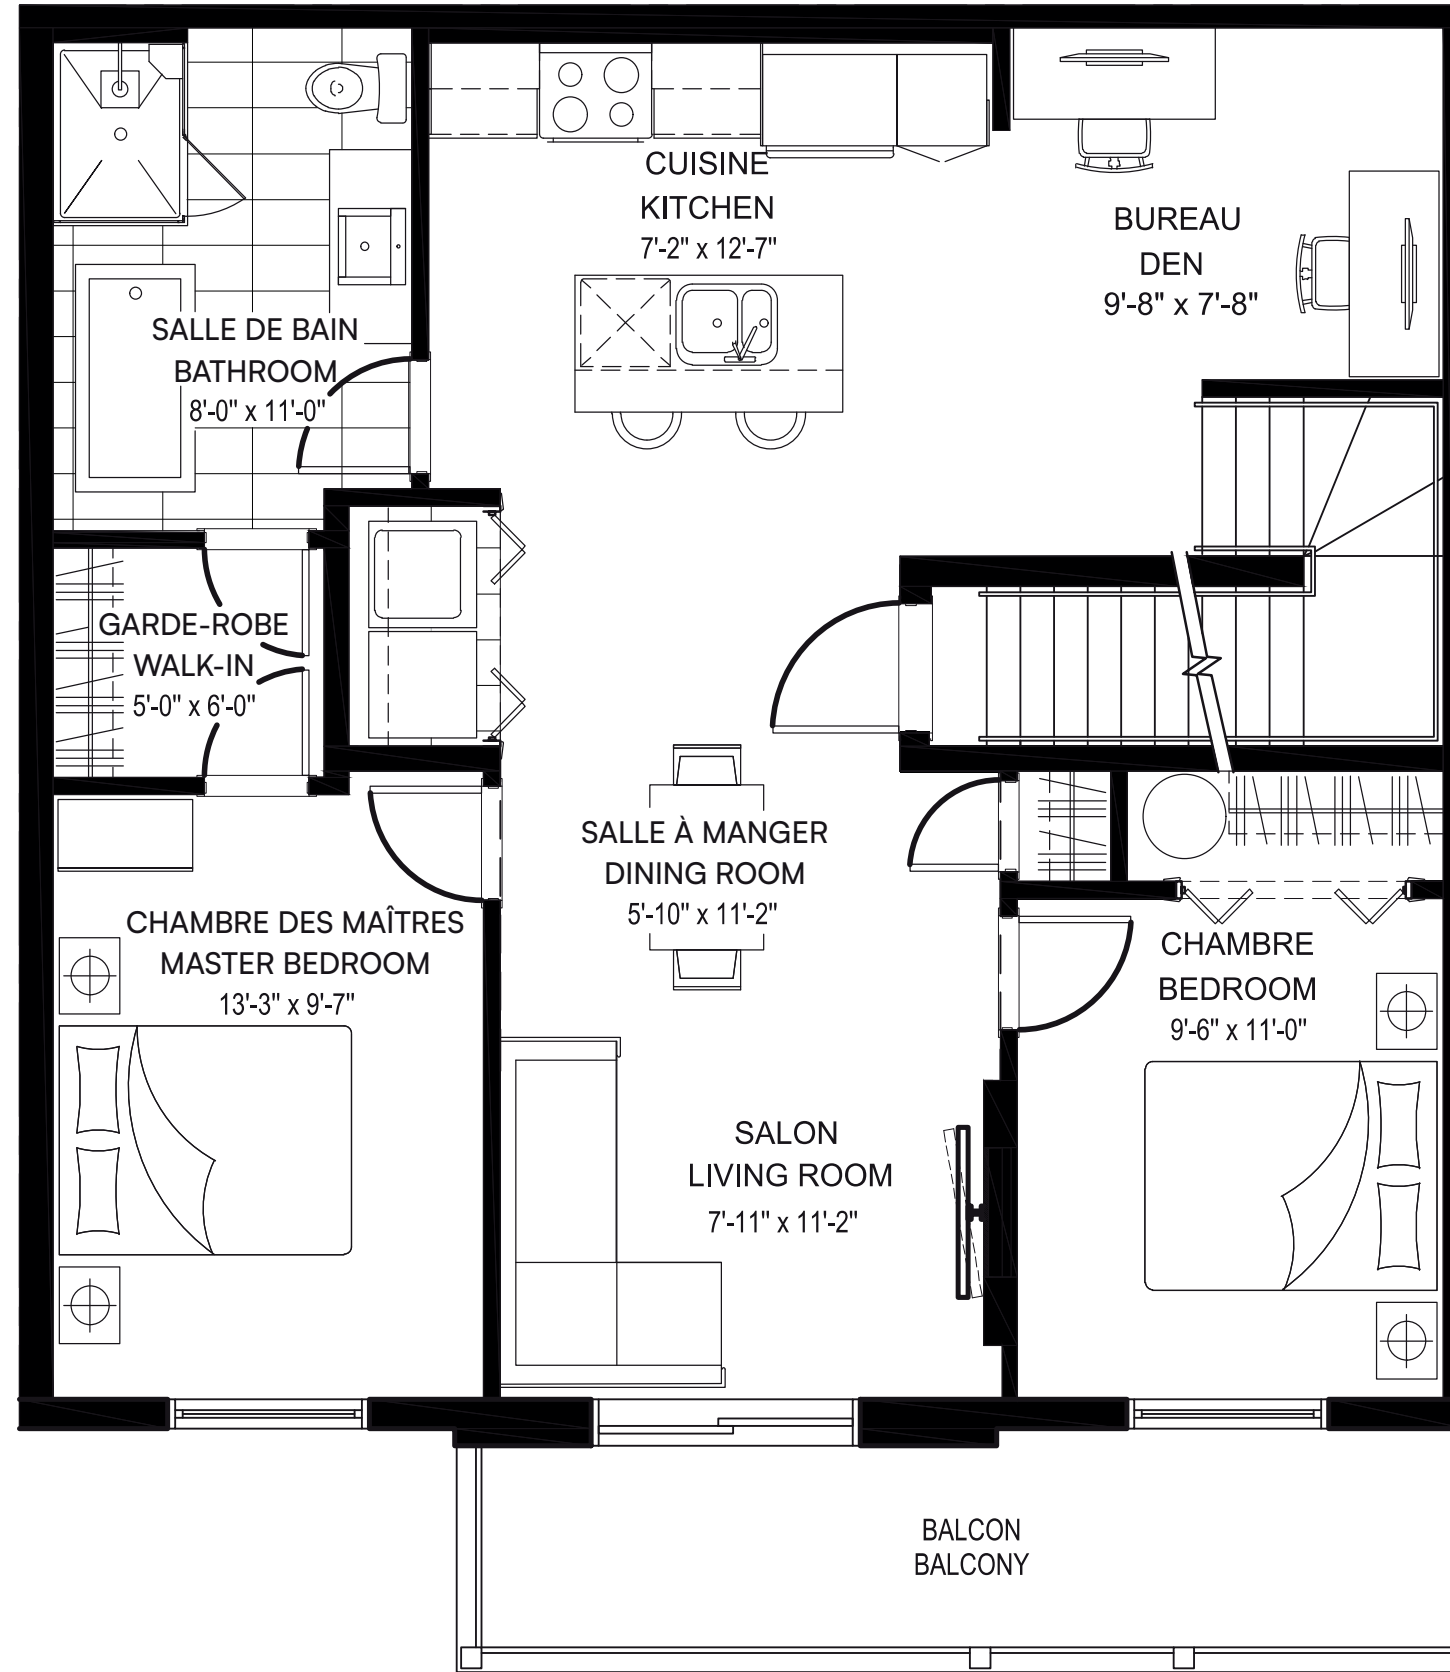 CUISINE
KITCHEN
7'-2" x 12'-7"
BUREAU
DEN
9'-8" x 7'-8"
SALLE DE BAIN
BATHROOM
8'-0" x 11'-0"
GARDE-ROBE
WALK-IN
5'-0" x 6'-0"
SALLE À MANGER
DINING ROOM
5'-10" x 11'-2"
CHAMBRE DES MAÎTRES
MASTER BEDROOM
13'-3" x 9'-7"
CHAMBRE
BEDROOM
9'-6" x 11'-0"
SALON
LIVING ROOM
7'-11" x 11'-2"
BALCON
BALCONY